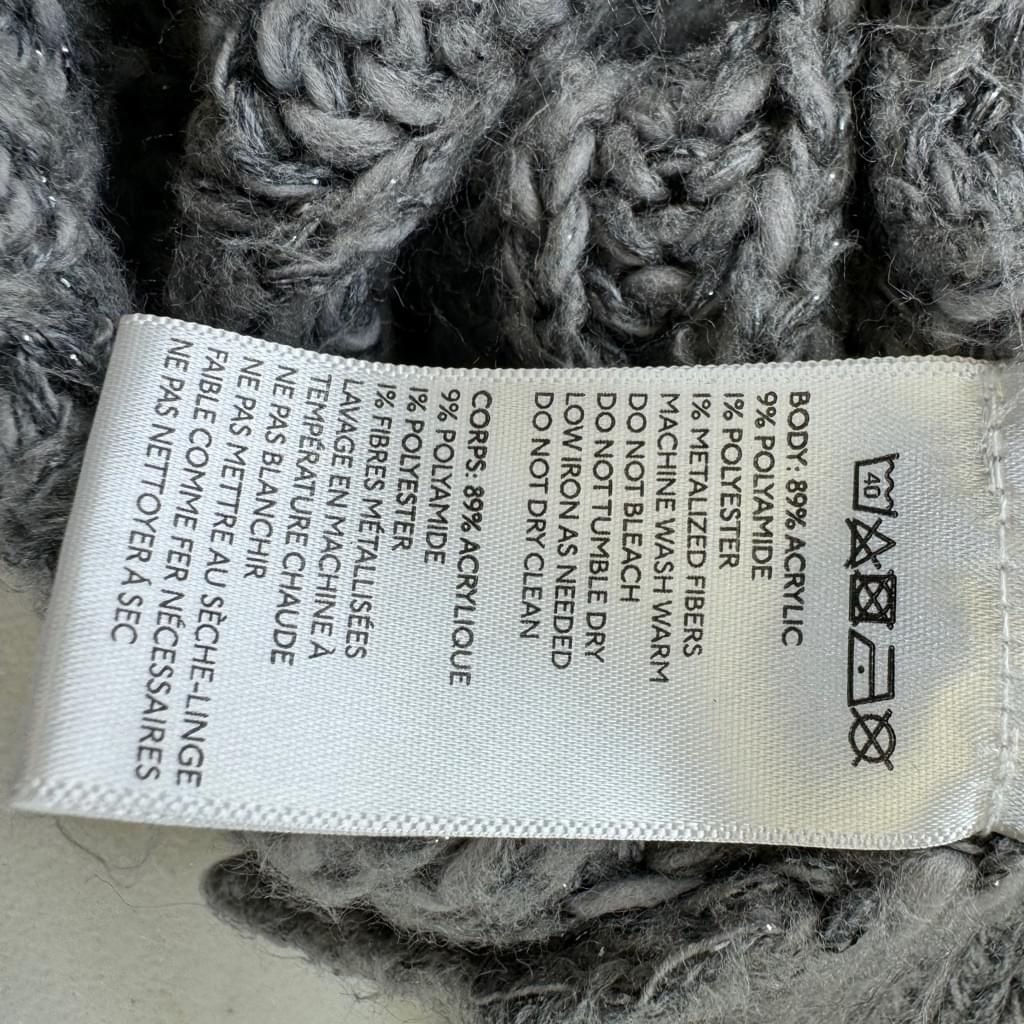 40
BODY: 89% ACRYLIC
9% POLYAMIDE
1% POLYESTER
1% METALIZED FIBERS
MACHINE WASH WARM
DO NOT BLEACH
DO NOT TUMBLE DRY
LOW IRON AS NEEDED
DO NOT DRY CLEAN
CORPS: 89% ACRYLIQUE
9% POLYAMIDE
1% POLYESTER
1% FIBRES MÉTALLISÉES
LAVAGE EN MACHINE À
TEMPÉRATURE CHAUDE
NE PAS BLANCHIR
NE PAS METTRE AU SÈCHE-LINGE
FAIBLE COMME FER NÉCESSAIRES
NE PAS NETTOYER À SEC